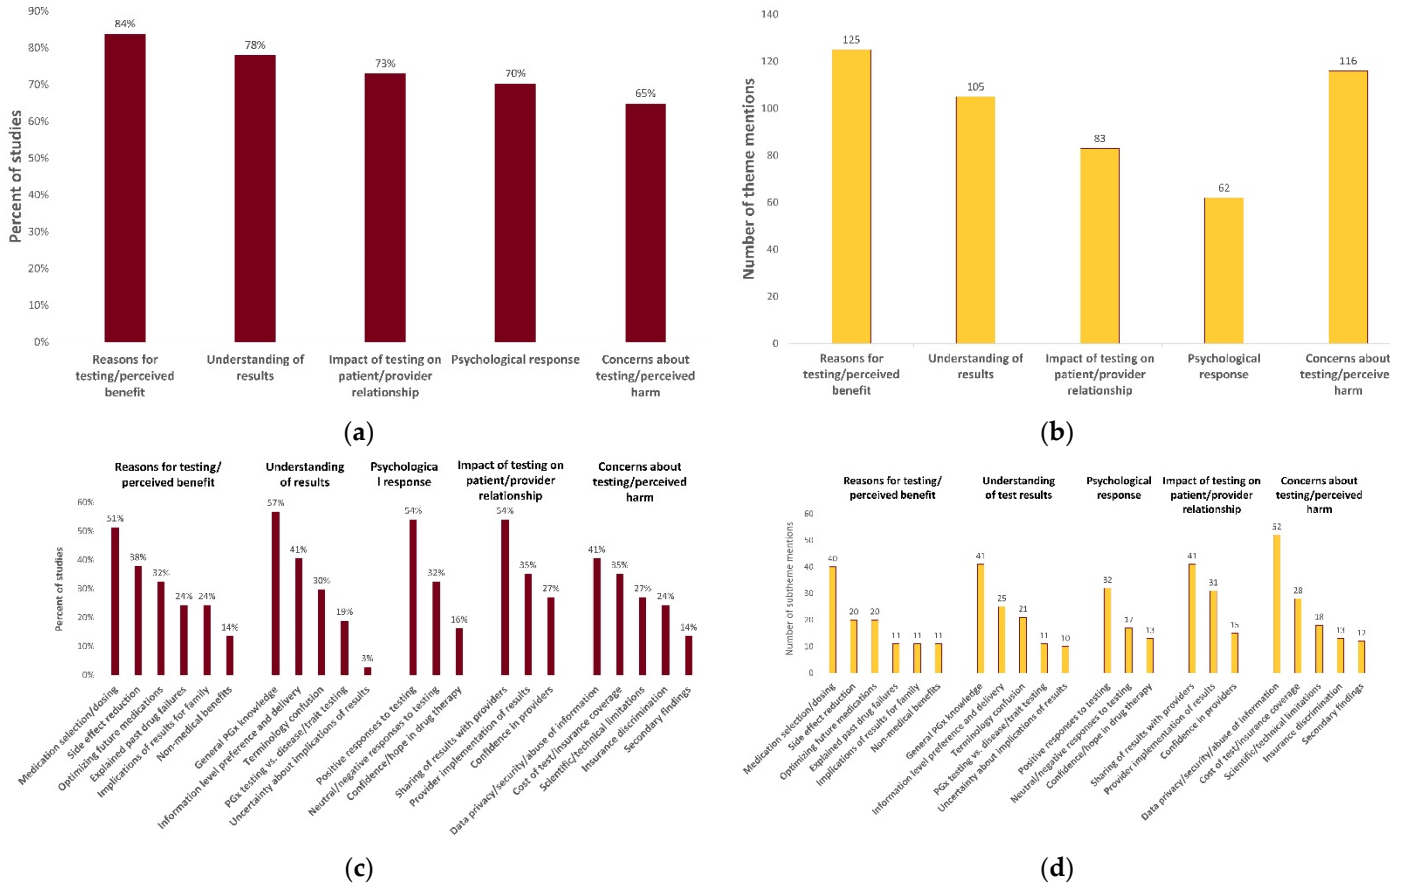 90%
80%
70%
60%
50%
40%
30%
20%
10%
0%
Percent of studies
84%
78%
73%
70%
65%
Reasons for
testing/perceived
benefit
Understanding of
results
Impact of testing on
patient/provider
relationship
Psychological response
Concerns about
testing/perceived
harm
(a)
140
120
100
80
60
40
20
0
Number of theme mentions
125
105
83
62
116
Reasons for
testing/perceived
benefit
Understanding of
results
Impact of testing on
patient/provider
relationship
Psychological
response
Concerns about
testing/perceive
harm
(b)
Reasons for testing/
perceived benefit
Understanding
of results
Psychologica
l response
Impact of testing on
patient/provider
relationship
Concerns about
testing/perceived
harm
60%
50%
40%
30%
20%
10%
0%
Percent of studies
51%
38%
32%
24%
24%
14%
57%
41%
30%
19%
3%
54%
32%
16%
54%
35%
27%
41%
35%
27%
24%
14%
Medication selection/dosing
Side effect reduction
Optimizing future medications
Explained past drug failures
Implications of results for family
Non-medical benefits
General PGx knowledge
Information level preference and delivery
Terminology confusion
PGx testing vs. disease/trait testing
Uncertainty about implications of results
Positive responses to testing
Neutral/negative responses to testing
Confidence/hope in drug therapy
Sharing of results with providers
Provider implementation of results
Confidence in providers
Data privacy/security/abuse of information
Cost of test/insurance coverage
Scientific/technical limitations
Insurance discrimination
Secondary findings
(c)
Reasons for testing/
perceived benefit
Understanding
of test results
Psychological
response
Impact of testing on
patient/provider
relationship
Concerns about
testing/perceived
harm
60
50
40
30
20
10
0
Number of subtheme mentions
40
20
20
11
11
11
41
25
21
11
10
32
17
13
41
31
15
52
28
18
13
12
Medication selection/dosing
Side effect reduction
Optimizing future medications
Explained past drug failures
Implications of results for family
Non-medical benefits
General PGx knowledge
Information level preference and delivery
Terminology confusion
PGx testing vs. disease/trait testing
Uncertainty about implications of results
Positive responses to testing
Neutral/negative responses to testing
Confidence/hope in drug therapy
Sharing of results with providers
Provider implementation of results
Confidence in providers
Data privacy/security/abuse of information
Cost of test/insurance coverage
Scientific/technical limitations
Insurance discrimination
Secondary findings
(d)